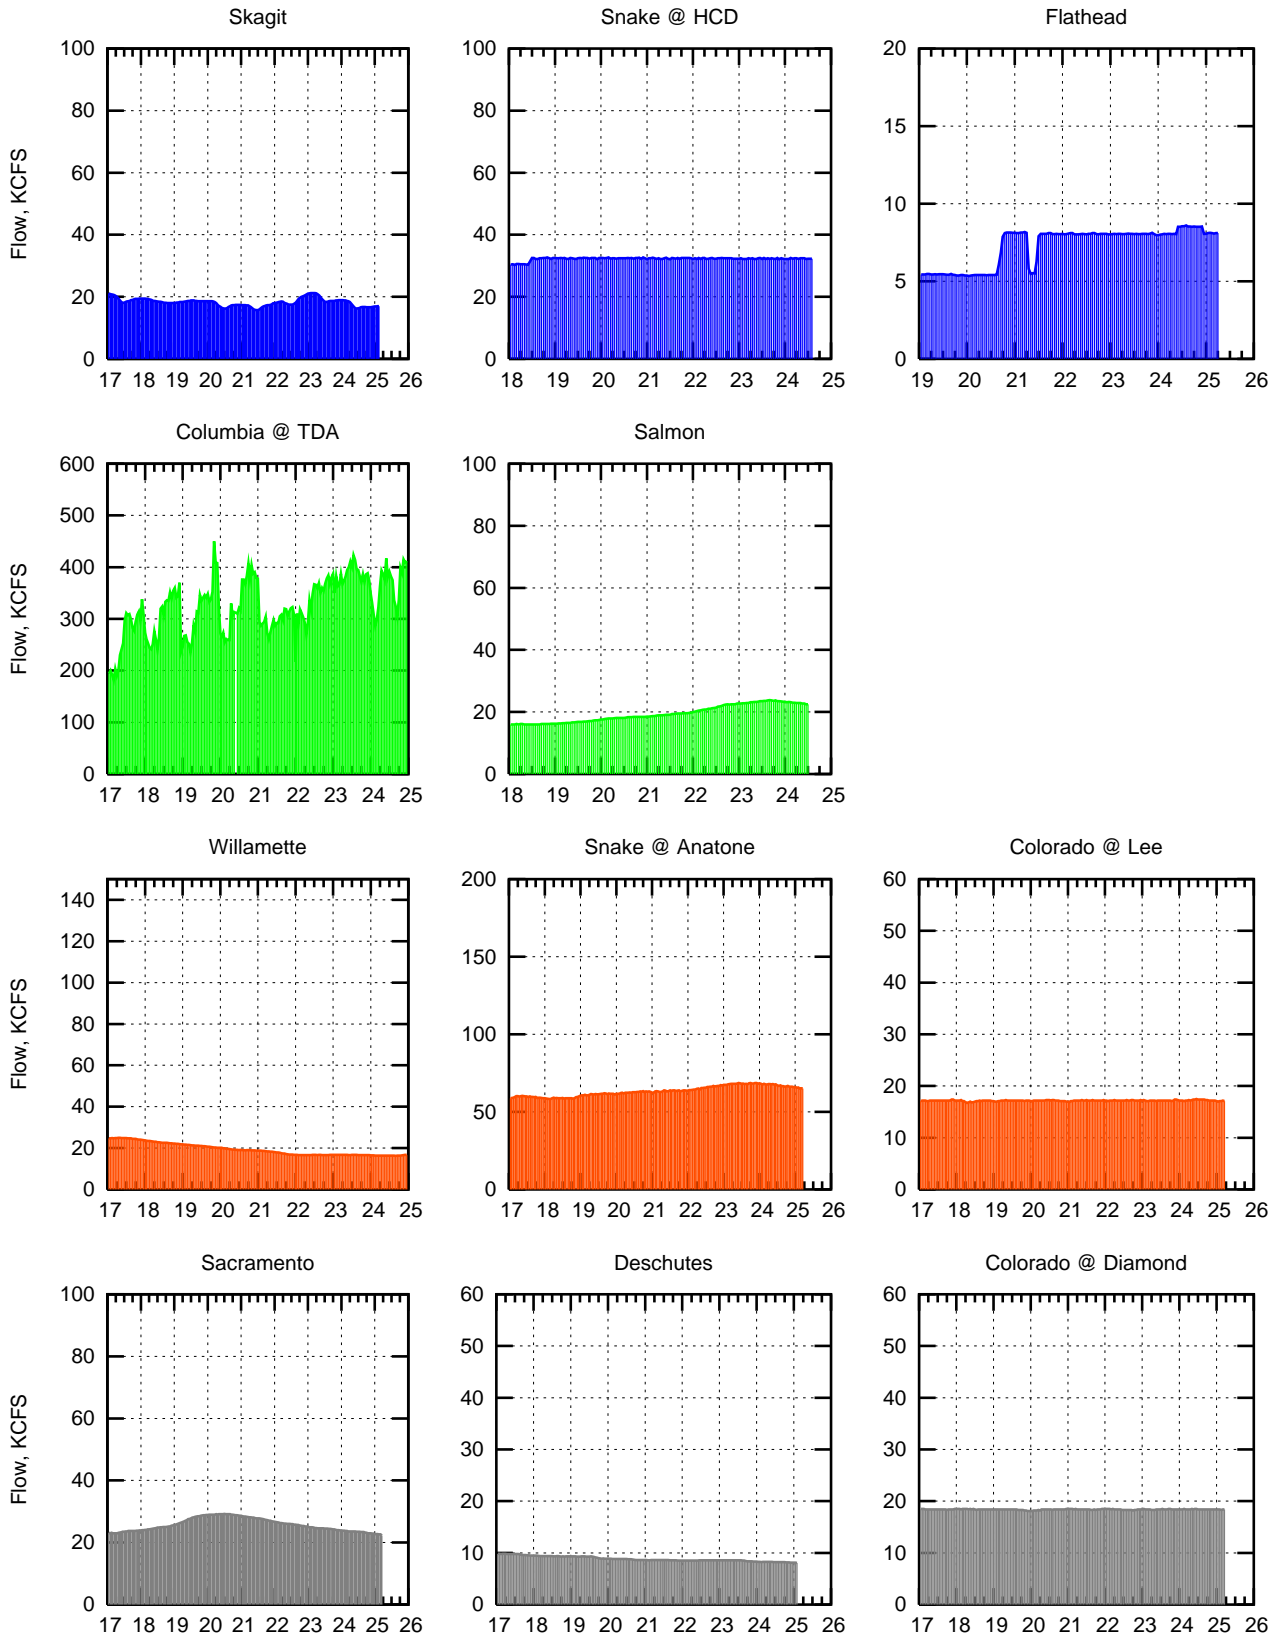 Skagit
Snake @ HCD
Flathead
Flow, KCFS
100
80
60
40
20
0
17 18 19 20 21 22 23 24 25 26
100
80
60
40
20
0
18 19 20 21 22 23 24 25
20
15
10
5
0
19 20 21 22 23 24 25 26
Columbia @ TDA
Salmon
Flow, KCFS
600
500
400
300
200
100
0
17 18 19 20 21 22 23 24 25
100
80
60
40
20
0
18 19 20 21 22 23 24 25
Willamette
Snake @ Anatone
Colorado @ Lee
Flow, KCFS
140
120
100
80
60
40
20
0
17 18 19 20 21 22 23 24 25
200
150
100
50
0
17 18 19 20 21 22 23 24 25 26
60
50
40
30
20
10
0
17 18 19 20 21 22 23 24 25 26
Sacramento
Deschutes
Colorado @ Diamond
Flow, KCFS
100
80
60
40
20
0
17 18 19 20 21 22 23 24 25 26
60
50
40
30
20
10
0
17 18 19 20 21 22 23 24 25 26
60
50
40
30
20
10
0
17 18 19 20 21 22 23 24 25 26